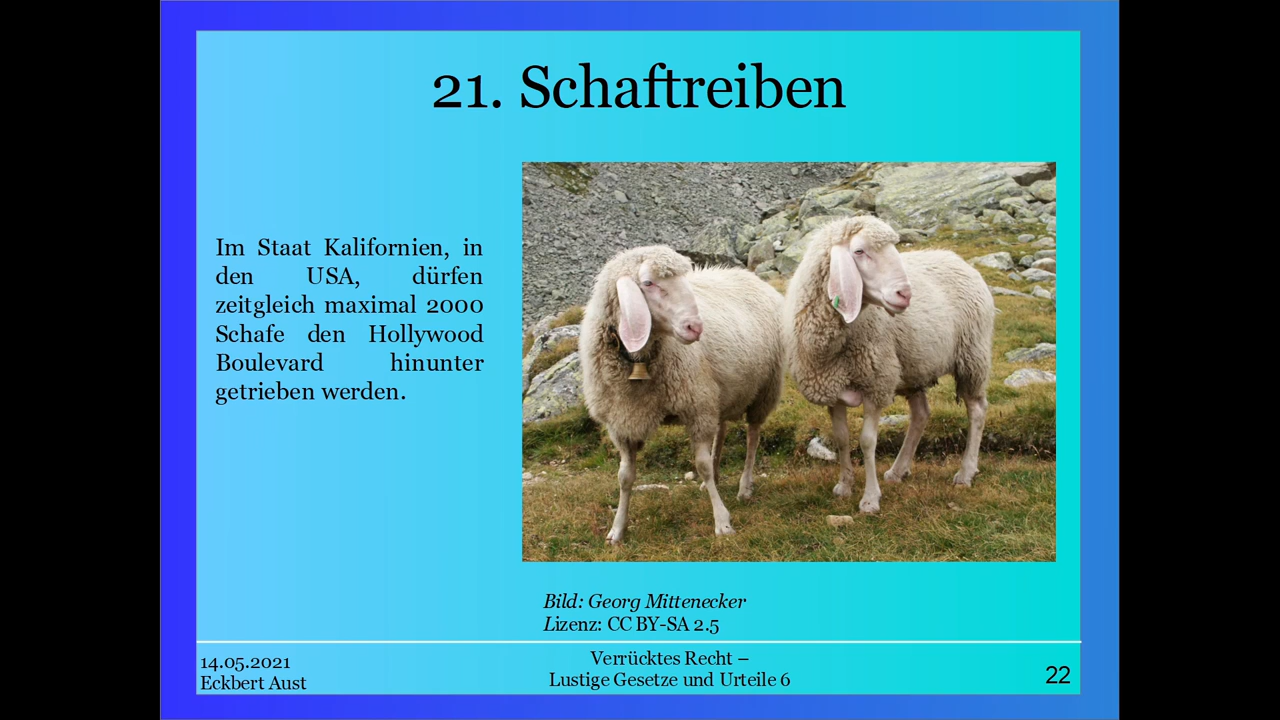 21. Schaftreiben
Im Staat Kalifornien, in
den USA, dürfen
zeitgleich maximal 2000
Schafe den Hollywood
Boulevard hinunter
getrieben werden.
Bild: Georg Mittenecker
Lizenz: CC BY-SA 2.5
14.05.2021
Eckbert Aust
Verrücktes Recht –
Lustige Gesetze und Urteile 6
22